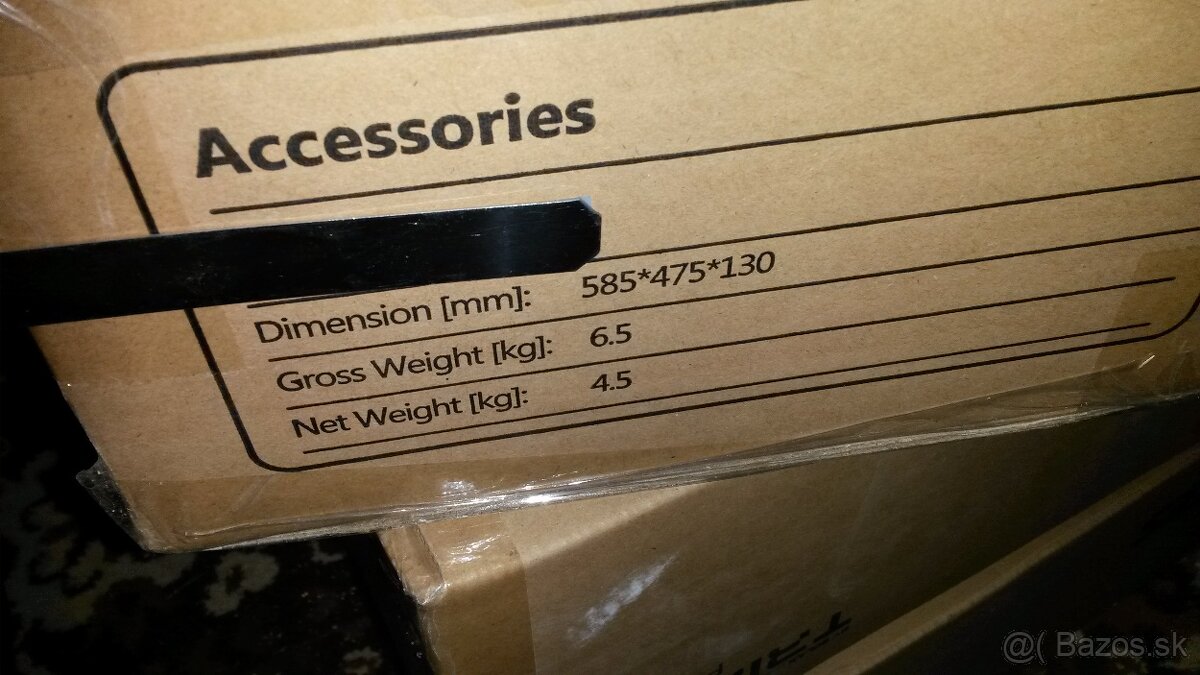 Accessories
Dimension [mm]: 585*475*130
Gross Weight [kg]: 6.5
Net Weight [kg]: 4.5
@( Bazos.sk